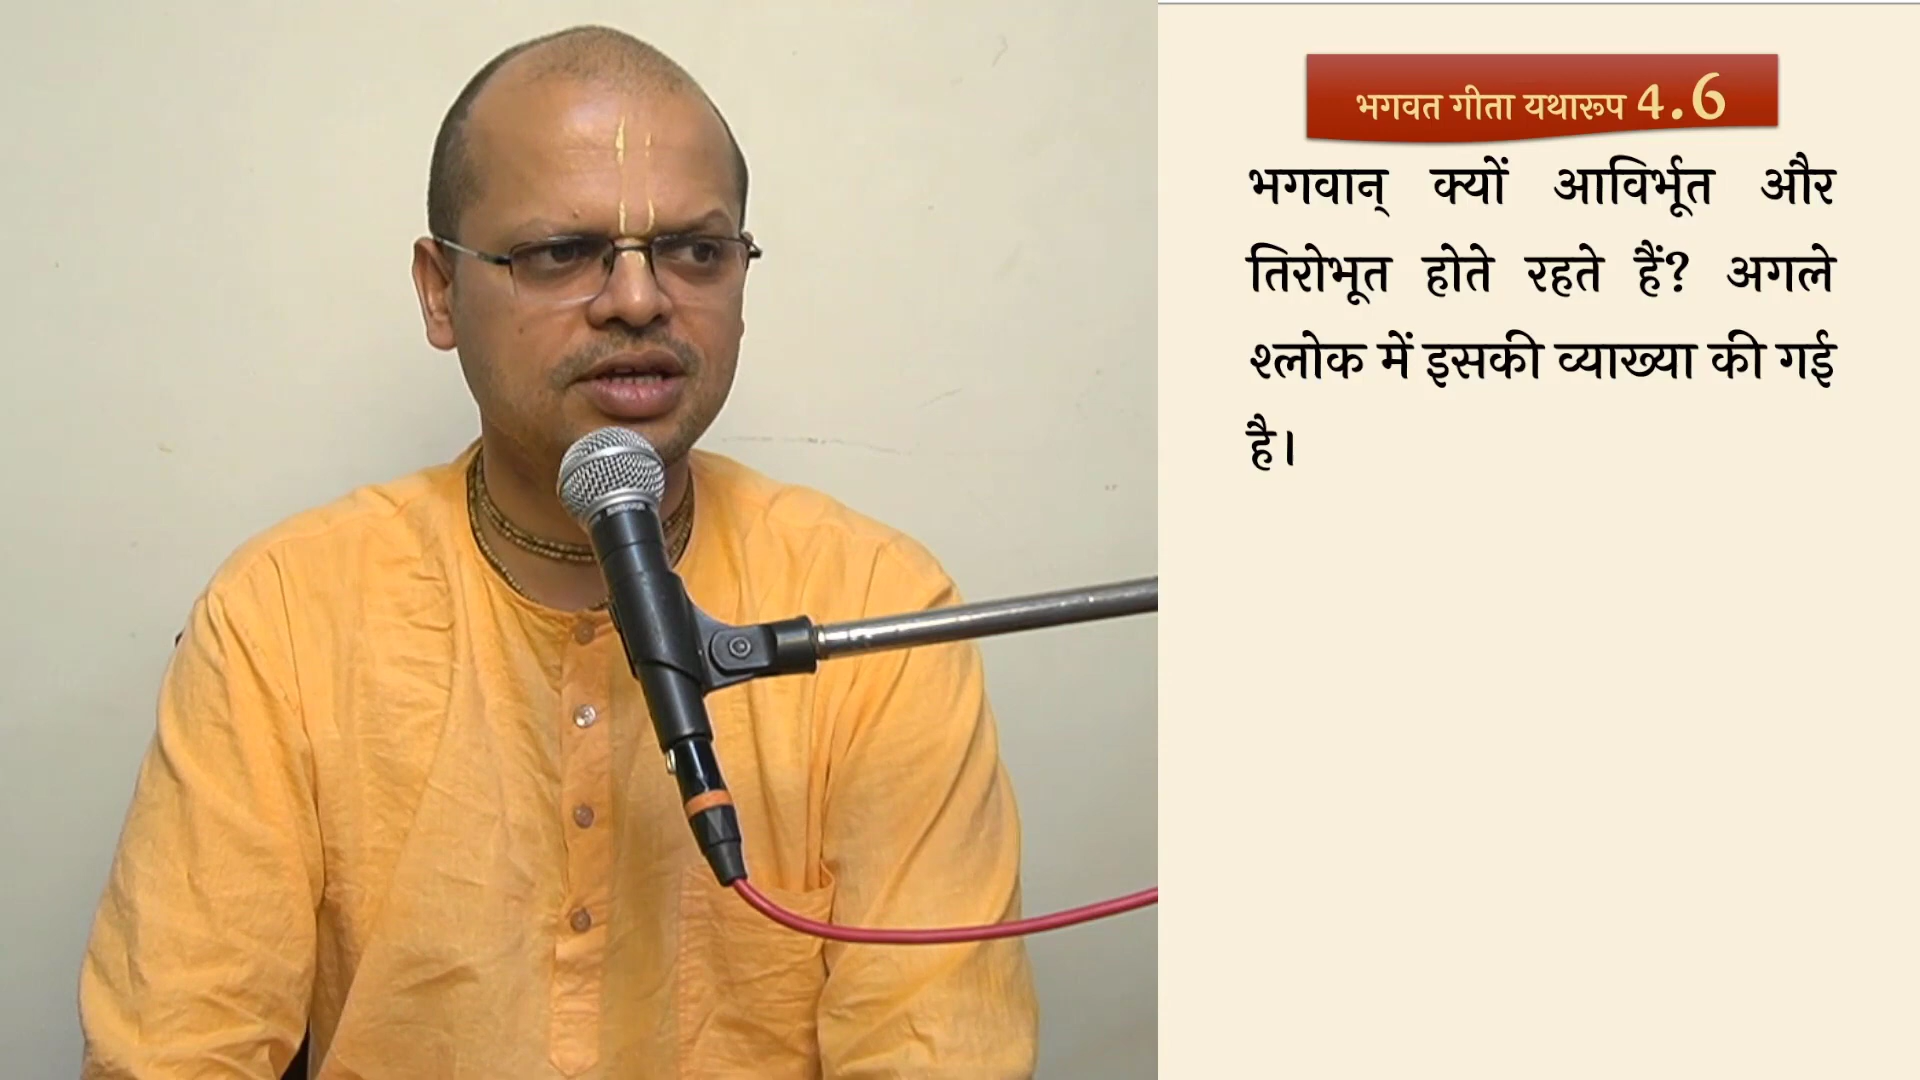 भगवत गीता यथारूप 4.6
भगवान् क्यों आविर्भूत और
तिरोभूत होते रहते हैं? अगले
श्लोक में इसकी व्याख्या की गई
है।